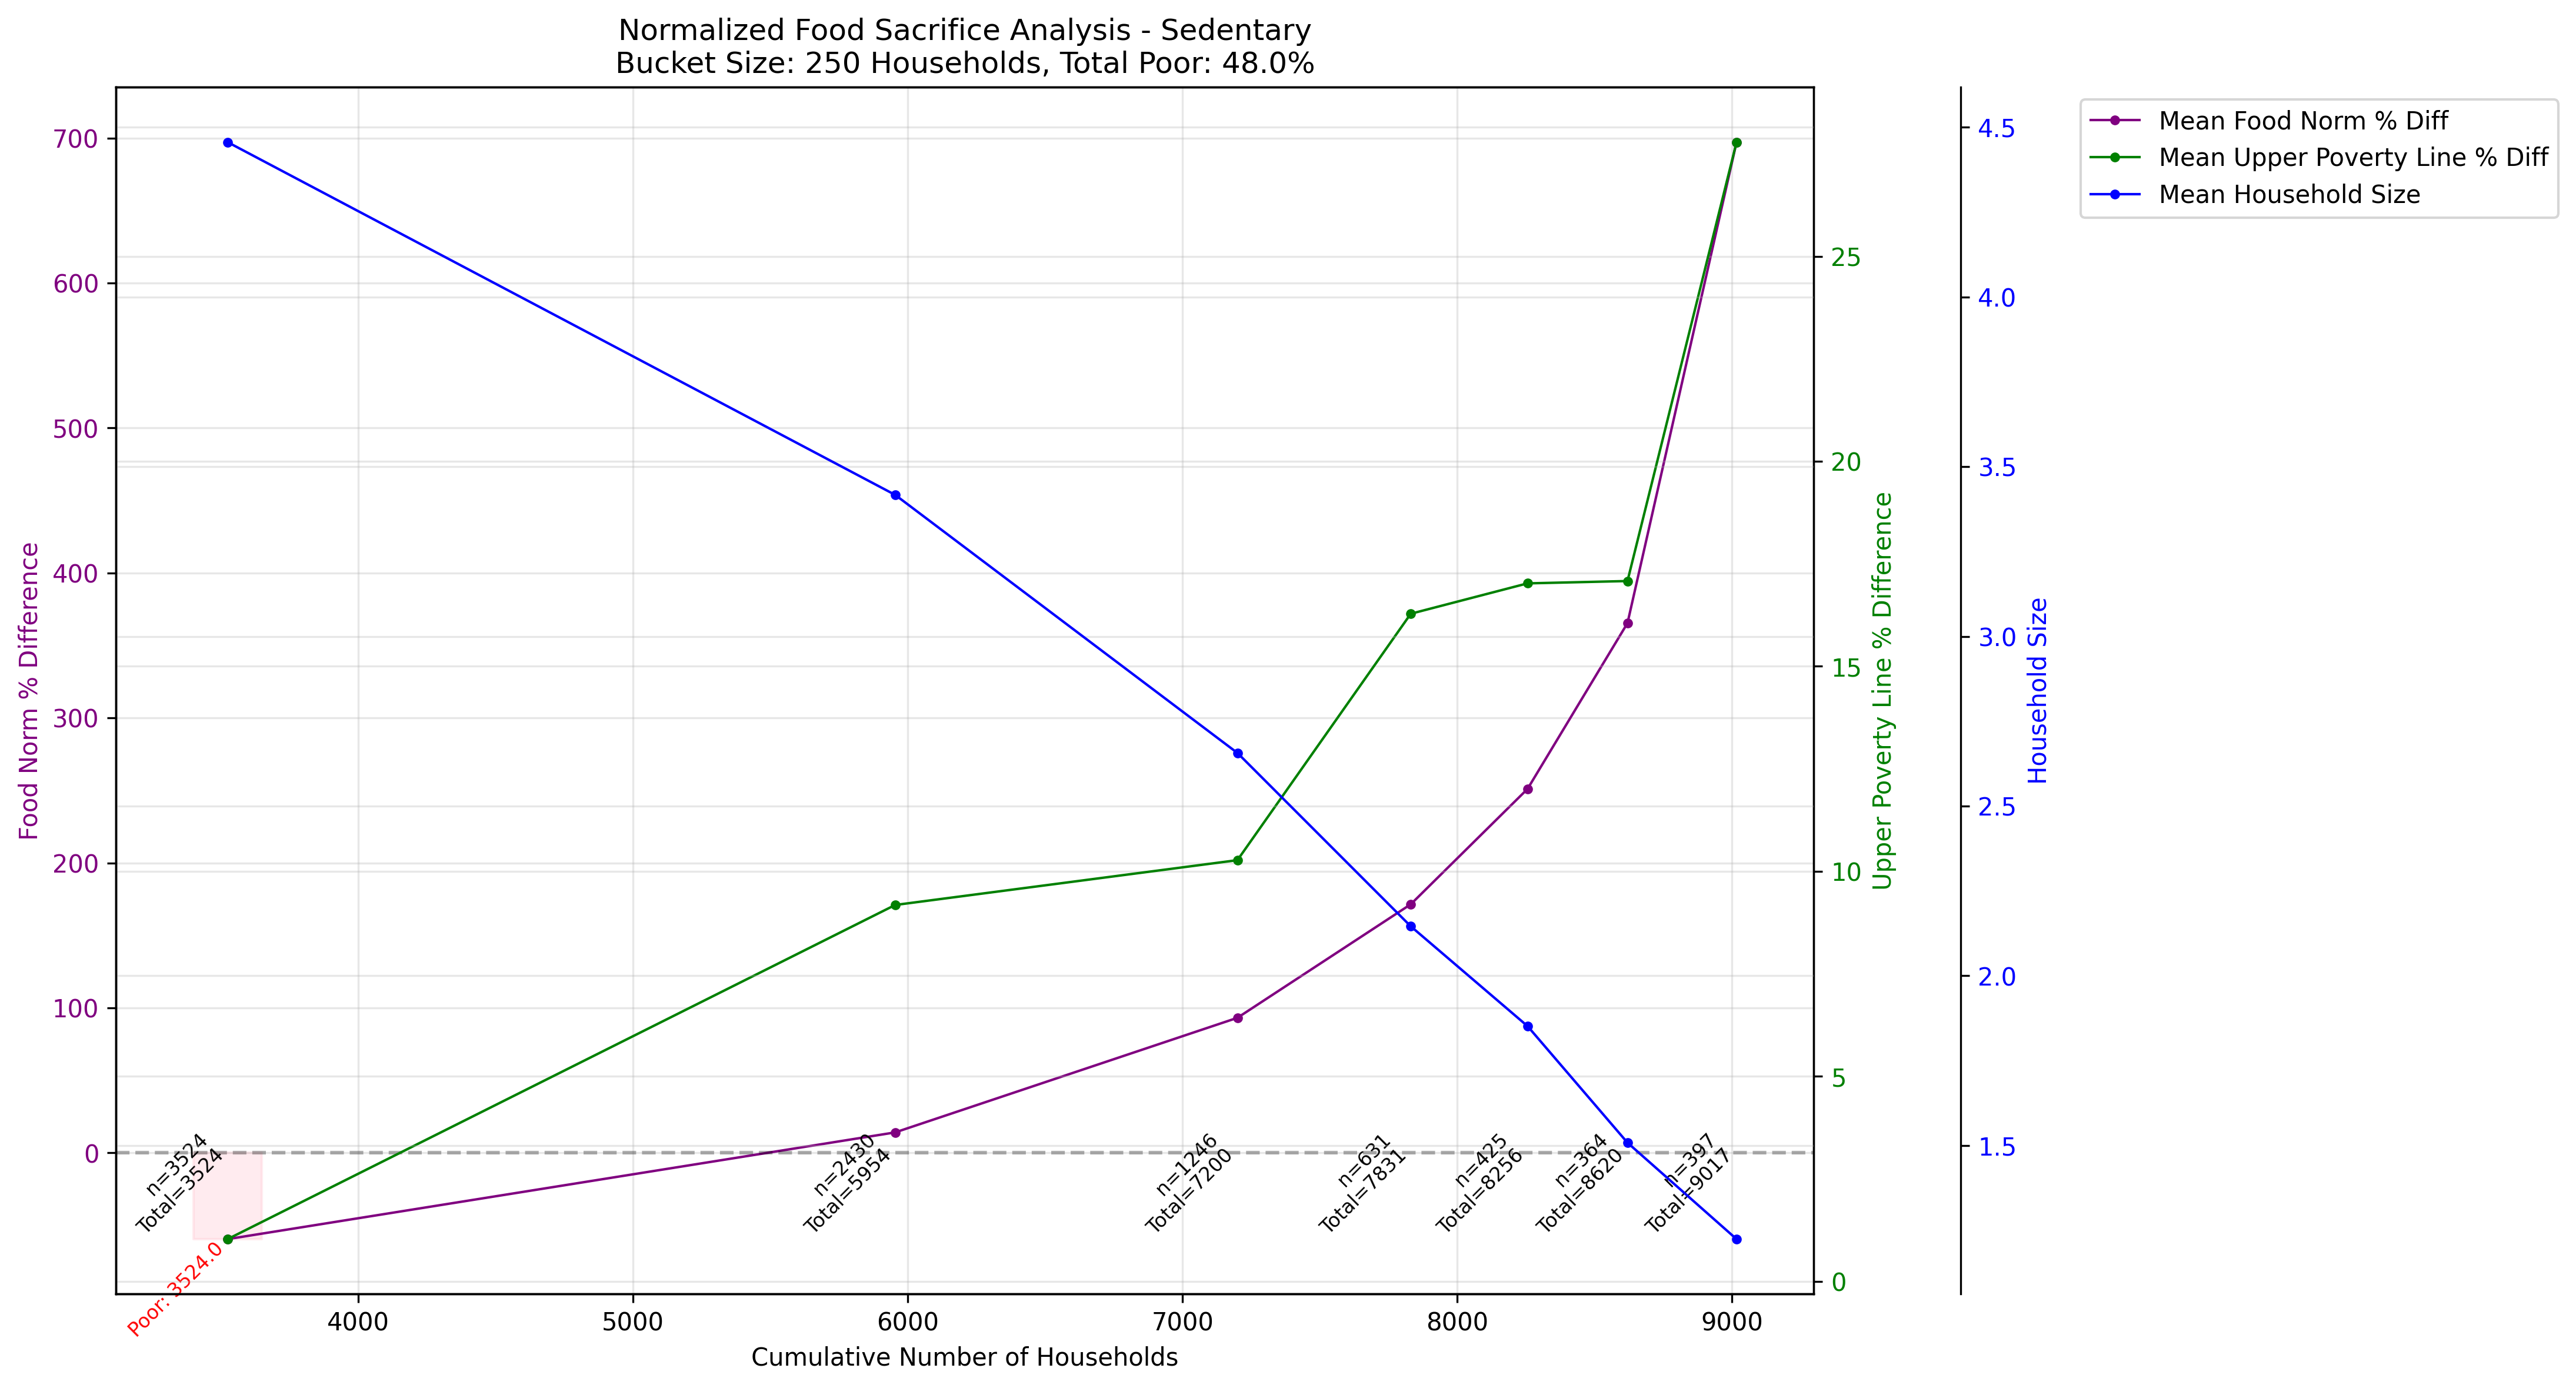 Normalized Food Sacrifice Analysis - Sedentary
Bucket Size: 250 Households, Total Poor: 48.0%
Mean Food Norm % Diff
Mean Upper Poverty Line % Diff
Mean Household Size
Food Norm % Difference
700
600
500
400
300
200
100
0
Upper Poverty Line % Difference
25
20
15
10
5
0
Household Size
4.5
4.0
3.5
3.0
2.5
2.0
1.5
n=3524
Total=3524
n=2430
Total=5954
n=1246
Total=7200
n=631
Total=7831
n=425
Total=8256
n=364
Total=8620
n=397
Total=9017
Poor: 3524.0
4000
5000
6000
7000
8000
9000
Cumulative Number of Households